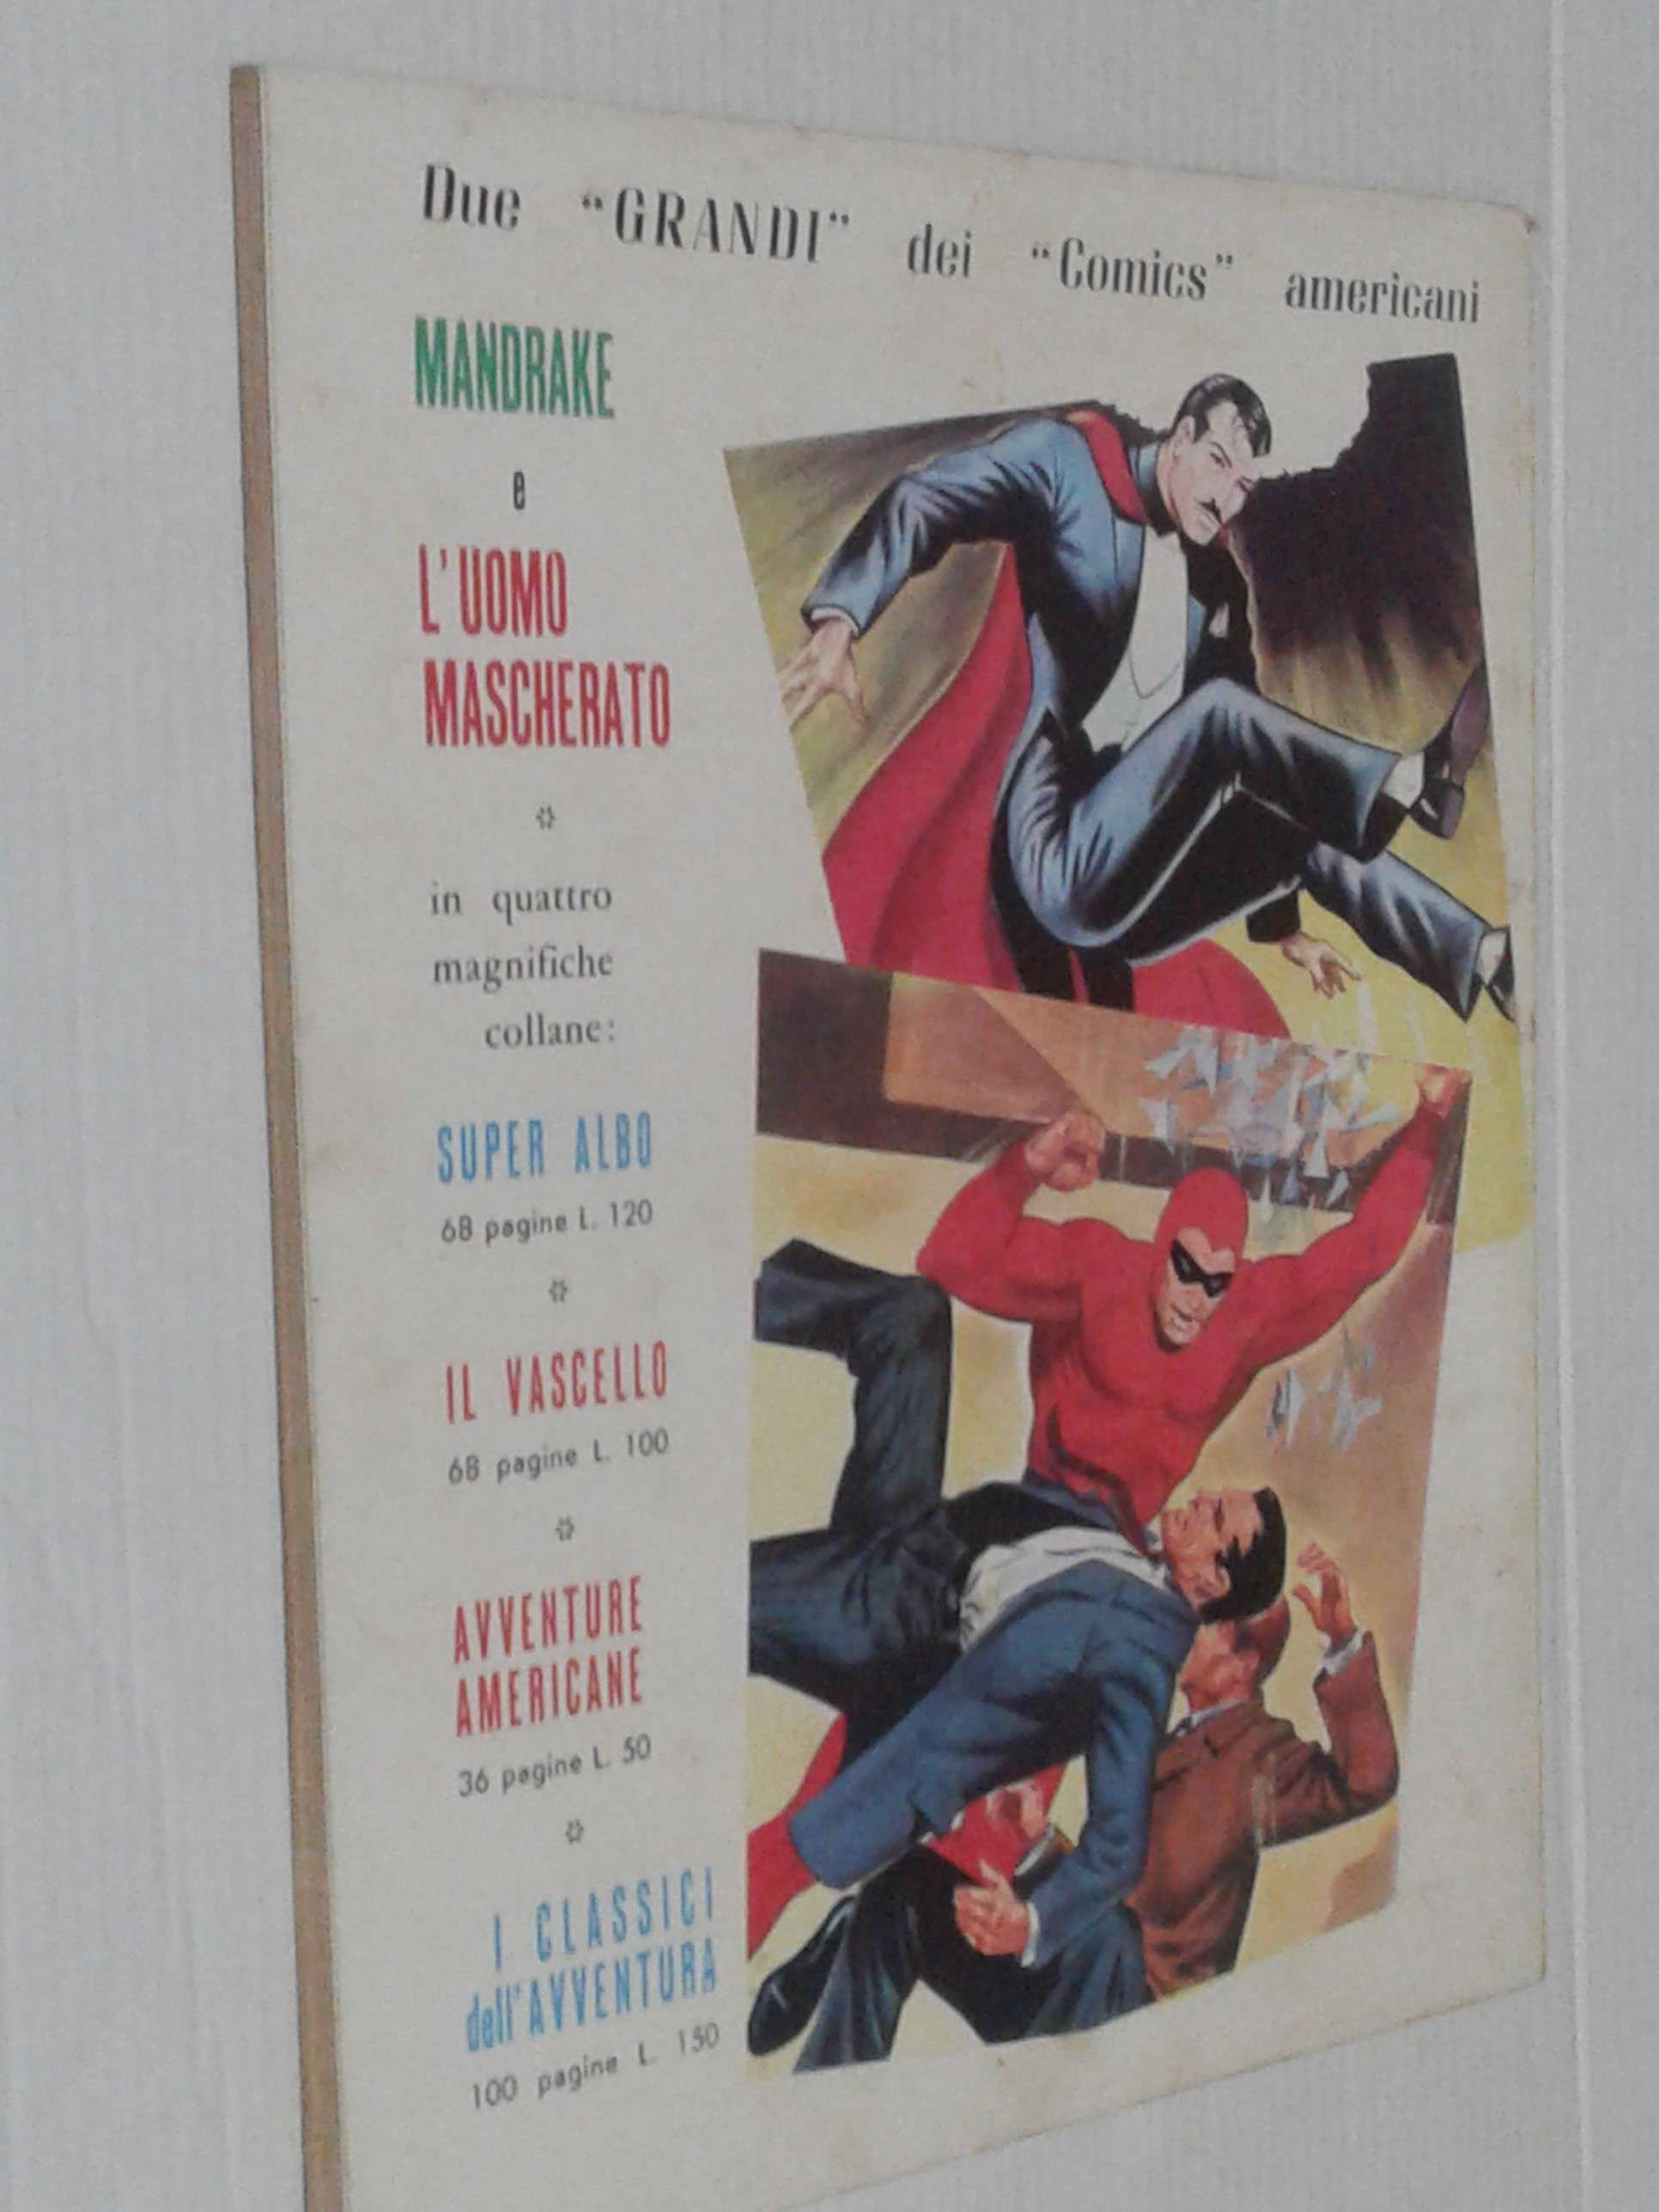 Due “GRANDI” dei “Comics” americani
MANDRAKE
e
L'UOMO
MASCHERATO
in quattro
magnifiche
collane:
SUPER ALBO
68 pagine L. 120
IL VASCELLO
68 pagine L. 100
AVVENTURE
AMERICANE
36 pagine L. 50
I CLASSICI
dell'AVVENTURA
100 pagine L. 150